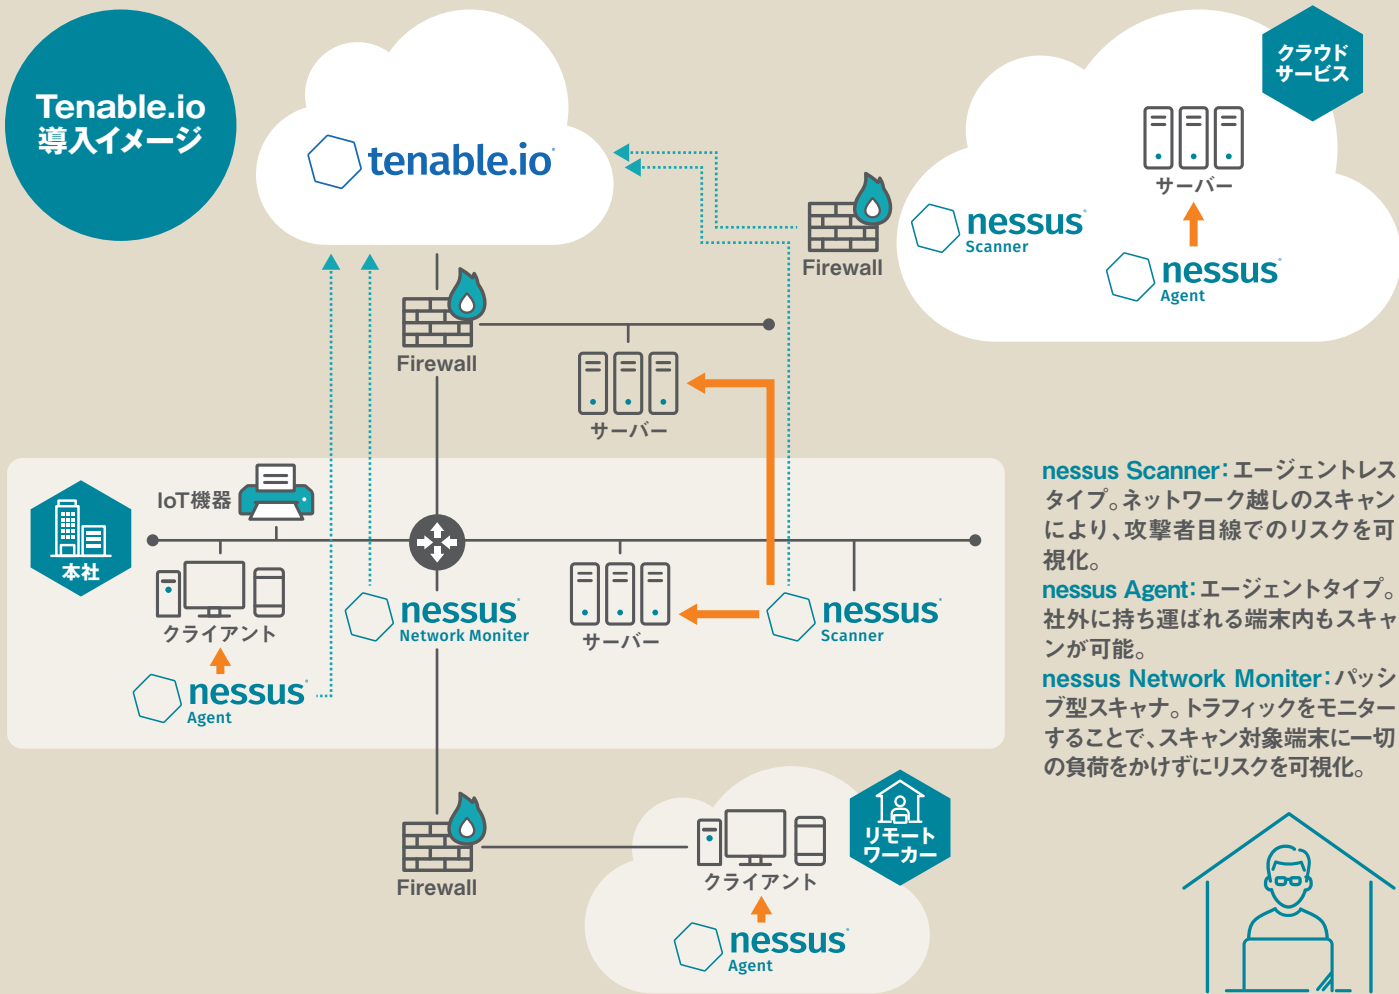 Tenable.io
導入イメージ
tenable.io
クラウド
サービス
サーバー
nessus
Scanner
nessus
Agent
Firewall
Firewall
サーバー
IoT機器
本社
クライアント
nessus
Agent
nessus
Network Moniter
サーバー
nessus
Scanner
nessus Scanner：エージェントレス
タイプ。ネットワーク越しのスキャン
により、攻撃者目線でのリスクを可
視化。
nessus Agent：エージェントタイプ。
社外に持ち運ばれる端末内もスキャ
ンが可能。
nessus Network Moniter：パッシ
ブ型スキャナ。トラフィックをモニター
することで、スキャン対象端末に一切
の負荷をかけずにリスクを可視化。
Firewall
クライアント
リモート
ワーカー
nessus
Agent